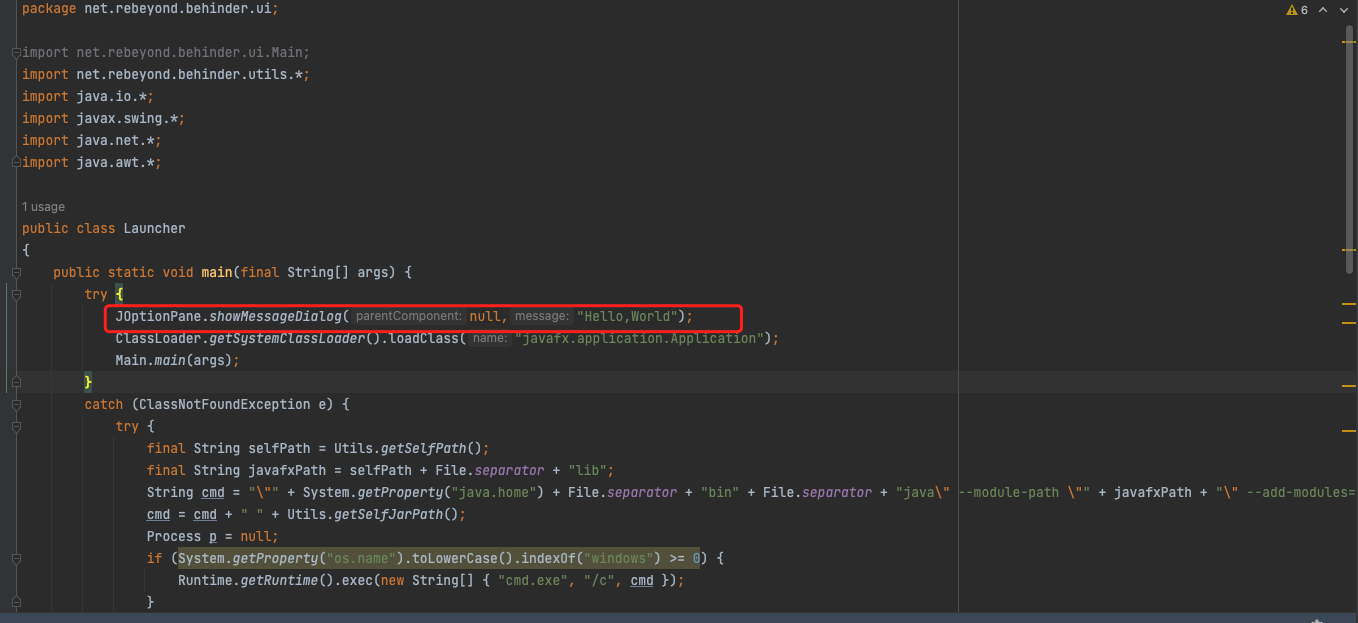 package net.rebeyond.behinder.ui;
6
import net.rebeyond.behinder.ui.Main;
import net.rebeyond.behinder.utils.*;
import java.io.*;
import javax.swing.*;
import java.net.*;
import java.awt.*;
1 usage
public class Launcher
{
public static void main(final String[] args) {
try {
JOptionPane.showMessageDialog( parentComponent: null, message: "Hello,World");
ClassLoader.getSystemClassLoader().loadClass( name: "javafx.application.Application");
Main.main(args);
}
catch (ClassNotFoundException e) {
try {
final String selfPath = Utils.getSelfPath();
final String javafxPath = selfPath + File.separator + "lib";
String cmd = "\"" + System.getProperty("java.home") + File.separator + "bin" + File.separator + "java\" --module-path \"" + javafxPath + "\" --add-modules=
cmd = cmd + " " + Utils.getSelfJarPath();
Process p = null;
if (System.getProperty("os.name").toLowerCase().indexOf("windows") >= 0) {
Runtime.getRuntime().exec(new String[] { "cmd.exe", "/c", cmd });
}